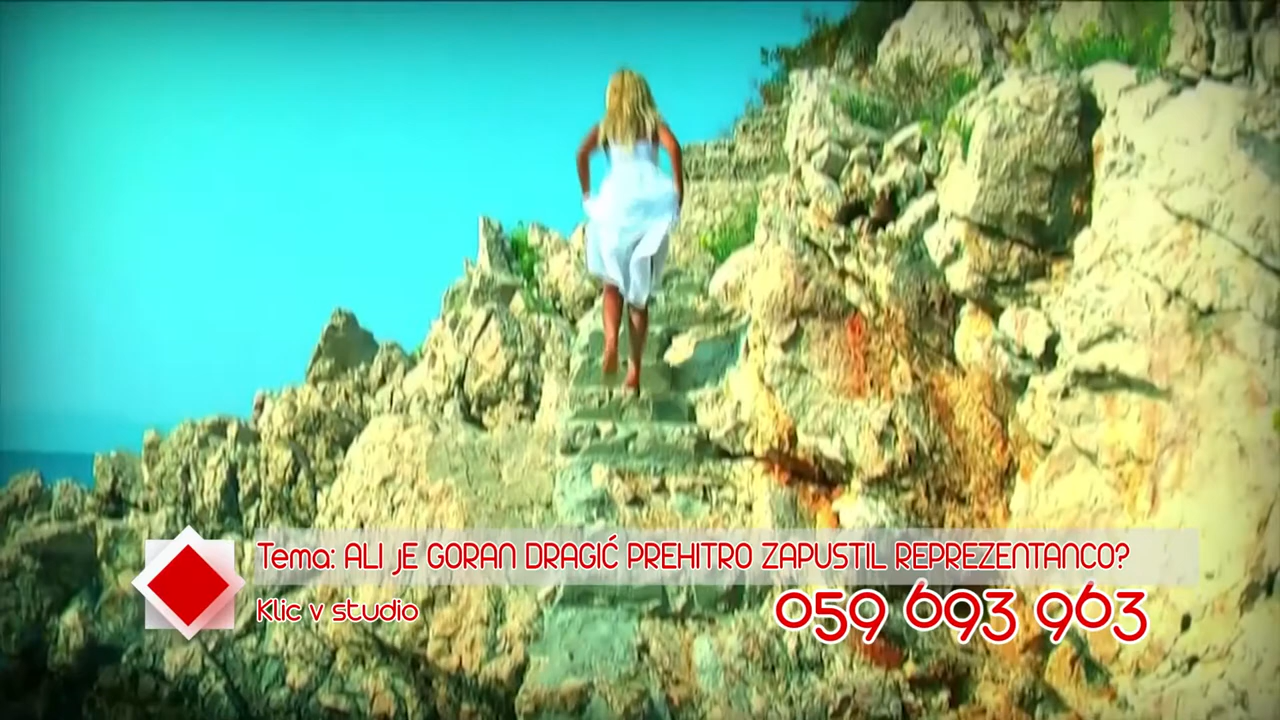 Tema: ALI JE GORAN DRAGIĆ PREHITRO ZAPUSTIL REPREZENTANCO?
Klic v studio
059 693 963